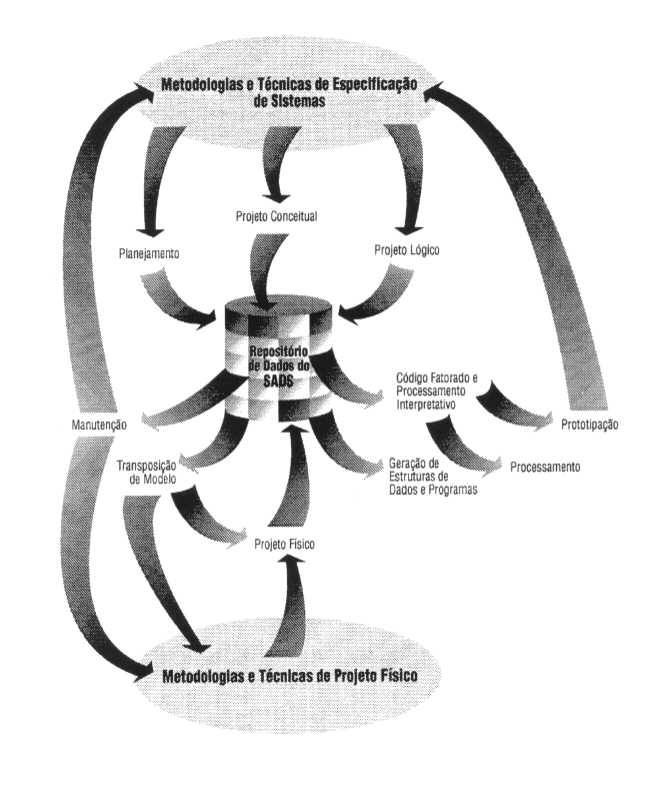 Metodologias e Técnicas de Especificação
de Sistemas
Projeto Conceitual
Planejamento
Projeto Lógico
Repositório
de Dados do
SADS
Código Fatorado e
Processamento
Interpretativo
Manutenção
Prototipação
Transposição
de Modelo
Geração de
Estruturas de
Dados e Programas
Processamento
Projeto Físico
Metodologias e Técnicas de Projeto Físico